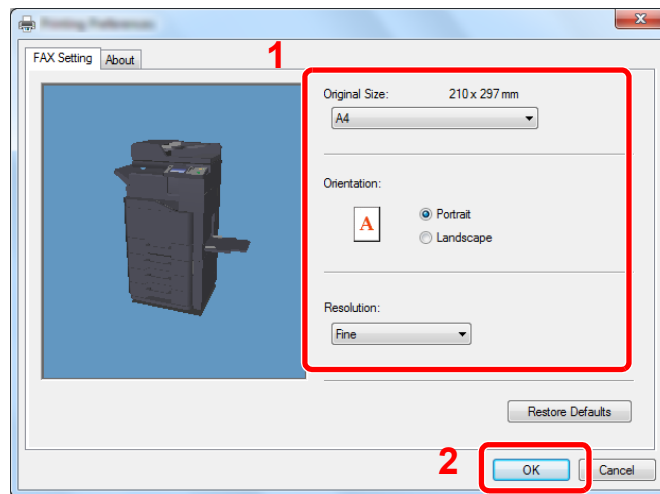 FAX Setting
About
1
Original Size: 210 x 297 mm
A4
Orientation:
A
Portrait
Landscape
Resolution:
Fine
Restore Defaults
2
OK
Cancel